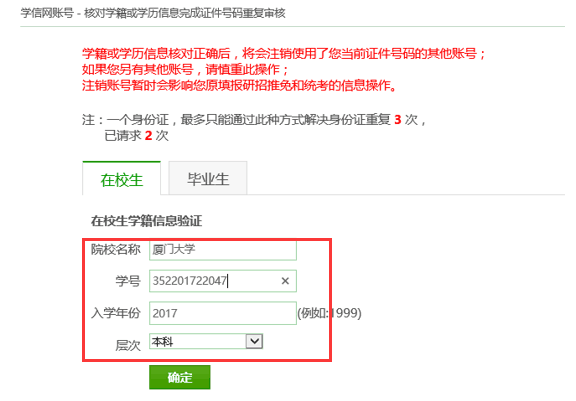 学信网账号 - 核对学籍或学历信息完成证件号码重复审核
学籍或学历信息核对正确后，将会注销使用了您当前证件号码的其他账号；
如果您另有其他账号，请慎重此操作；
注销账号暂时会影响您原填报研招推免和统考的信息操作。
注：一个身份证，最多只能通过此种方式解决身份证重复 3 次，
已请求 2 次
在校生 毕业生
在校生学籍信息验证
院校名称 厦门大学
学号 352201722047 ×
入学年份 2017 (例如:1999)
层次 本科
确定